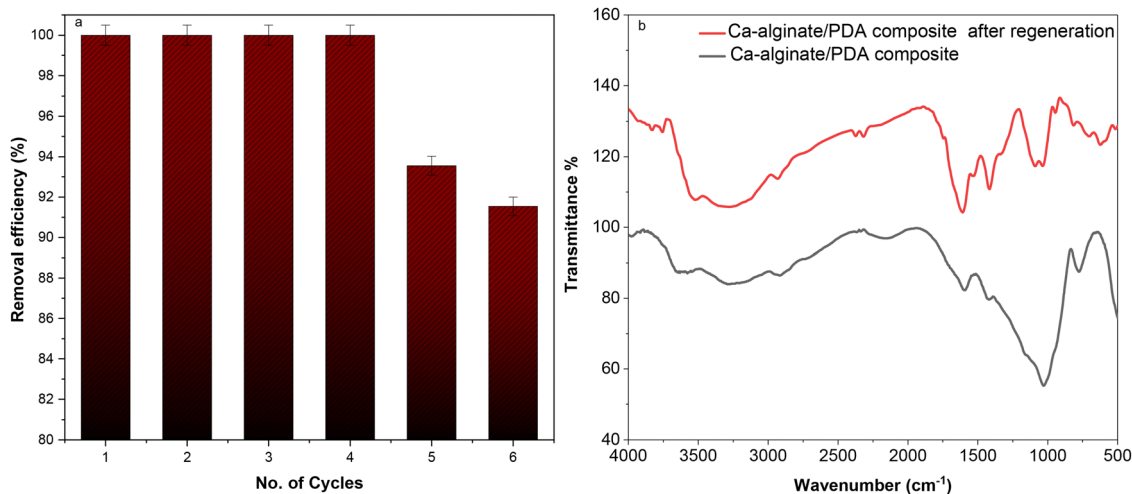 a
100
98
96
94
92
90
88
86
84
82
80
Removal efficiency (%)
1 2 3 4 5 6
No. of Cycles
b
Ca-alginate/PDA composite after regeneration
Ca-alginate/PDA composite
160
140
120
100
80
60
40
Transmittance %
4000 3500 3000 2500 2000 1500 1000 500
Wavenumber (cm⁻¹)